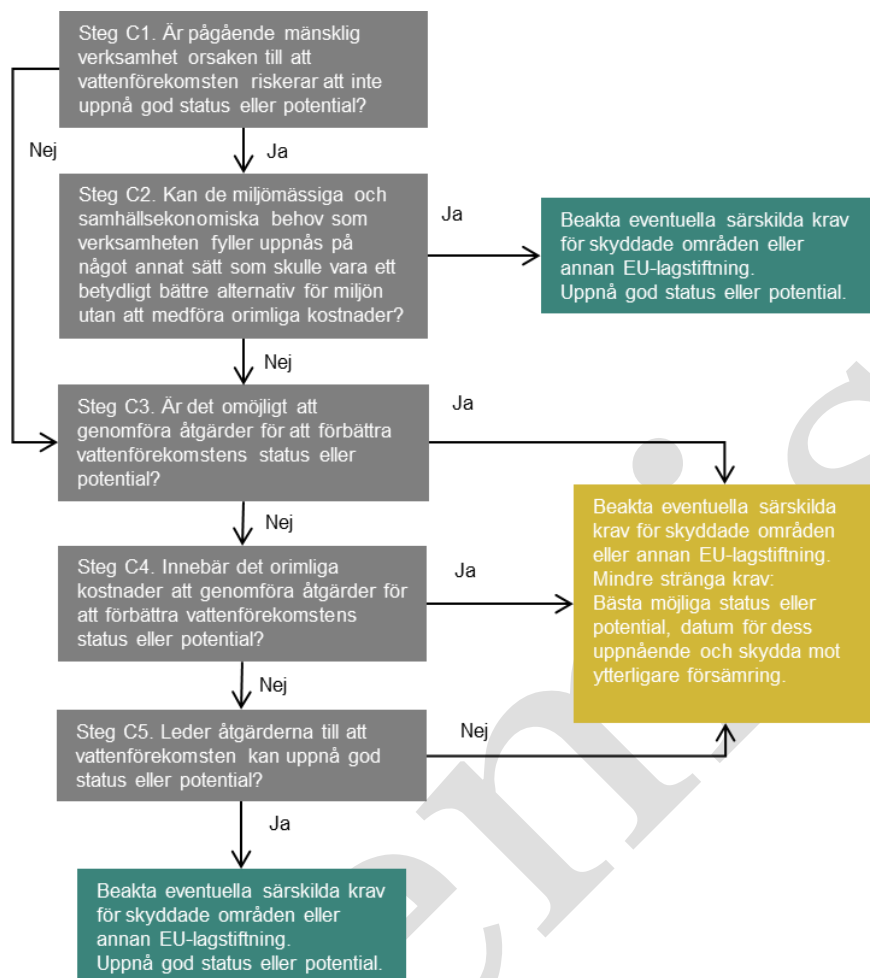 Steg C1. Är pågående mänsklig
verksamhet orsaken till att
vattenförekomsten riskerar att inte
uppnå god status eller potential?
Nej
Ja
Steg C2. Kan de miljömässiga och
samhällsekonomiska behov som
verksamheten fyller uppnås på
något annat sätt som skulle vara ett
betydligt bättre alternativ för miljön
utan att medföra orimliga kostnader?
Ja
Beakta eventuella särskilda krav
för skyddade områden eller
annan EU-lagstiftning.
Uppnå god status eller potential.
Nej
Steg C3. Är det omöjligt att
genomföra åtgärder för att förbättra
vattenförekomstens status eller
potential?
Ja
Nej
Steg C4. Innebär det orimliga
kostnader att genomföra åtgärder för
att förbättra vattenförekomstens
status eller potential?
Ja
Beakta eventuella särskilda
krav för skyddade områden
eller annan EU-lagstiftning.
Mindre stränga krav:
Bästa möjliga status eller
potential, datum för dess
uppnående och skydda mot
ytterligare försämring.
Nej
Steg C5. Leder åtgärderna till att
vattenförekomsten kan uppnå god
status eller potential?
Nej
Ja
Beakta eventuella särskilda krav
för skyddade områden eller
annan EU-lagstiftning.
Uppnå god status eller potential.